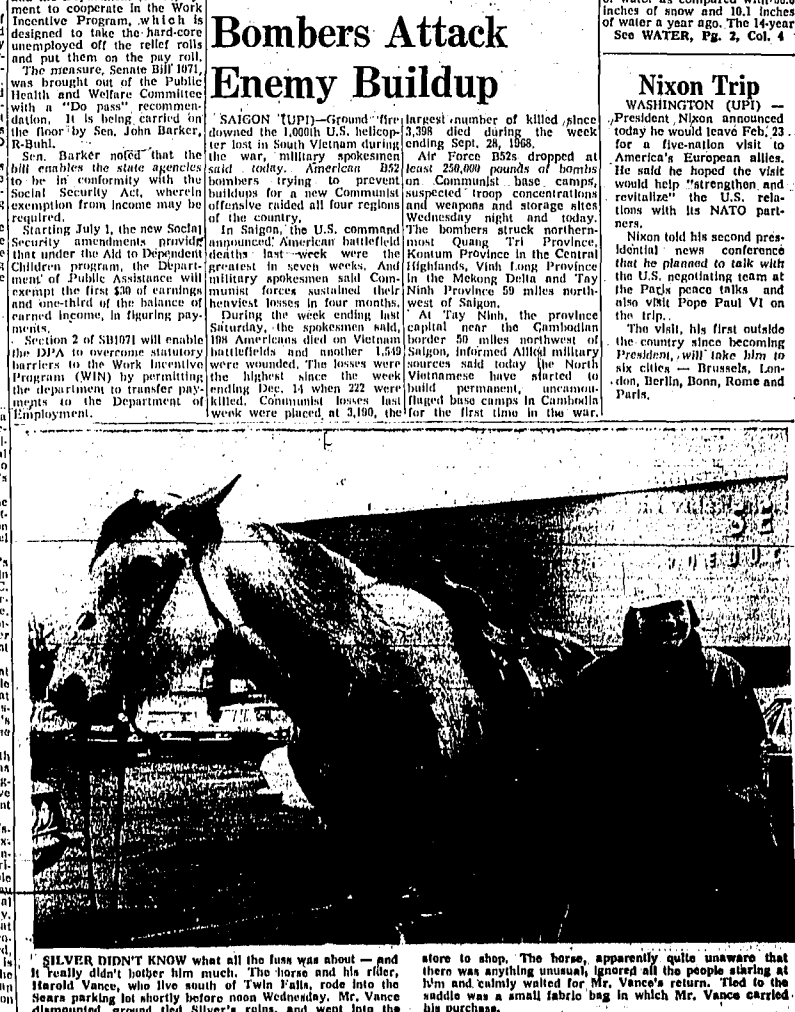 ment to cooperate in the Work
Incentive Program, which is
designed to take the hard-core
unemployed off the relief rolls
and put them on the pay roll.
The measure, Senate Bill 1071,
was brought out of the Public
Health and Welfare Committee
with a "Do pass" recommen-
dation. It is being carried on
the floor by Sen. John Barker,
R-Buhl.
Sen. Barker noted that the
bill enables the state agencies
to be in conformity with the
Social Security Act, wherein
exemption from income may be
required.
Starting July 1, the new Social
Security amendments provide
that under the Aid to Dependent
Children program, the Depart-
ment of Public Assistance will
exempt the first $30 of earnings
and one-third of the balance of
earned income, in figuring pay-
ments.
Section 2 of SB1071 will enable
the DPA to overcome statutory
barriers to the Work Incentive
Program (WIN) by permitting
the department to transfer pay-
ments to the Department of
Employment.
Bombers Attack
Enemy Buildup
SAIGON (UPI)—Ground fire
downed the 1,000th U.S. helicop-
ter lost in South Vietnam during
the war, military spokesmen
said today. American B52
bombers trying to prevent
buildups for a new Communist
offensive raided all four regions
of the country.
In Saigon, the U.S. command
announced American battlefield
deaths last week were the
greatest in seven weeks. And
military spokesmen said Com-
munist forces sustained their
heaviest losses in four months.
During the week ending last
Saturday, the spokesmen said,
198 Americans died on Vietnam
battlefields and another 1,549
were wounded. The losses were
the highest since the week
ending Dec. 14 when 222 were
killed. Communist losses last
week were placed at 3,190, the
largest number of killed since
3,398 died during the week
ending Sept. 28, 1968.
Air Force B52s dropped at
least 250,000 pounds of bombs
on Communist base camps,
suspected troop concentrations
and weapons and storage sites
Wednesday night and today.
The bombers struck northern-
most Quang Tri Province,
Kontum Province in the Central
Highlands, Vinh Long Province
in the Mekong Delta and Tay
Ninh Province 59 miles north-
west of Saigon.
At Tay Ninh, the province
capital near the Cambodian
border 50 miles northwest of
Saigon, informed Allied military
sources said today the North
Vietnamese have started to
build permanent, uncamou-
flaged base camps in Cambodia
for the first time in the war.
inches of snow and 10.1 inches
of water a year ago. The 14-year
See WATER, Pg. 2, Col. 4
Nixon Trip
WASHINGTON (UPI) —
President Nixon announced
today he would leave Feb. 23
for a five-nation visit to
America's European allies.
He said he hoped the visit
would help "strengthen and
revitalize" the U.S. rela-
tions with its NATO part-
ners.
Nixon told his second pres-
idential news conference
that he planned to talk with
the U.S. negotiating team at
the Paris peace talks and
also visit Pope Paul VI on
the trip.
The visit, his first outside
the country since becoming
President, will take him to
six cities — Brussels, Lon-
don, Berlin, Bonn, Rome and
Paris.
SILVER DIDN'T KNOW what all the fuss was about — and
it really didn't bother him much. The horse and his rider,
Harold Vance, who live south of Twin Falls, rode into the
Sears parking lot shortly before noon Wednesday. Mr. Vance
dismounted, ground tied Silver's reins, and went into the
store to shop. The horse, apparently quite unaware that
there was anything unusual, ignored all the people staring at
him and calmly waited for Mr. Vance's return. Tied to the
saddle was a small fabric bag in which Mr. Vance carried
his purchase.